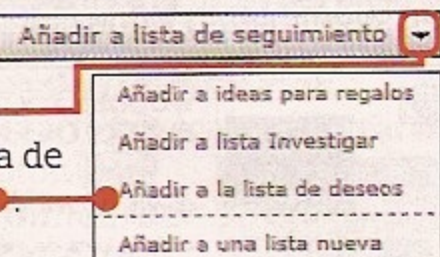 Añadir a lista de seguimiento
Añadir a ideas para regalos
Añadir a lista Investigar
a de
Añadir a la lista de deseos
Añadir a una lista nueva